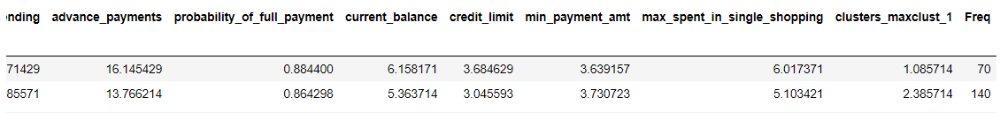 ending advance_payments probability_of_full_payment current_balance credit_limit min_payment_amt max_spent_in_single_shopping clusters_maxclust_1 Freq
71429 16.145429 0.884400 6.158171 3.684629 3.639157 6.017371 1.085714 70
85571 13.766214 0.864298 5.363714 3.045593 3.730723 5.103421 2.385714 140